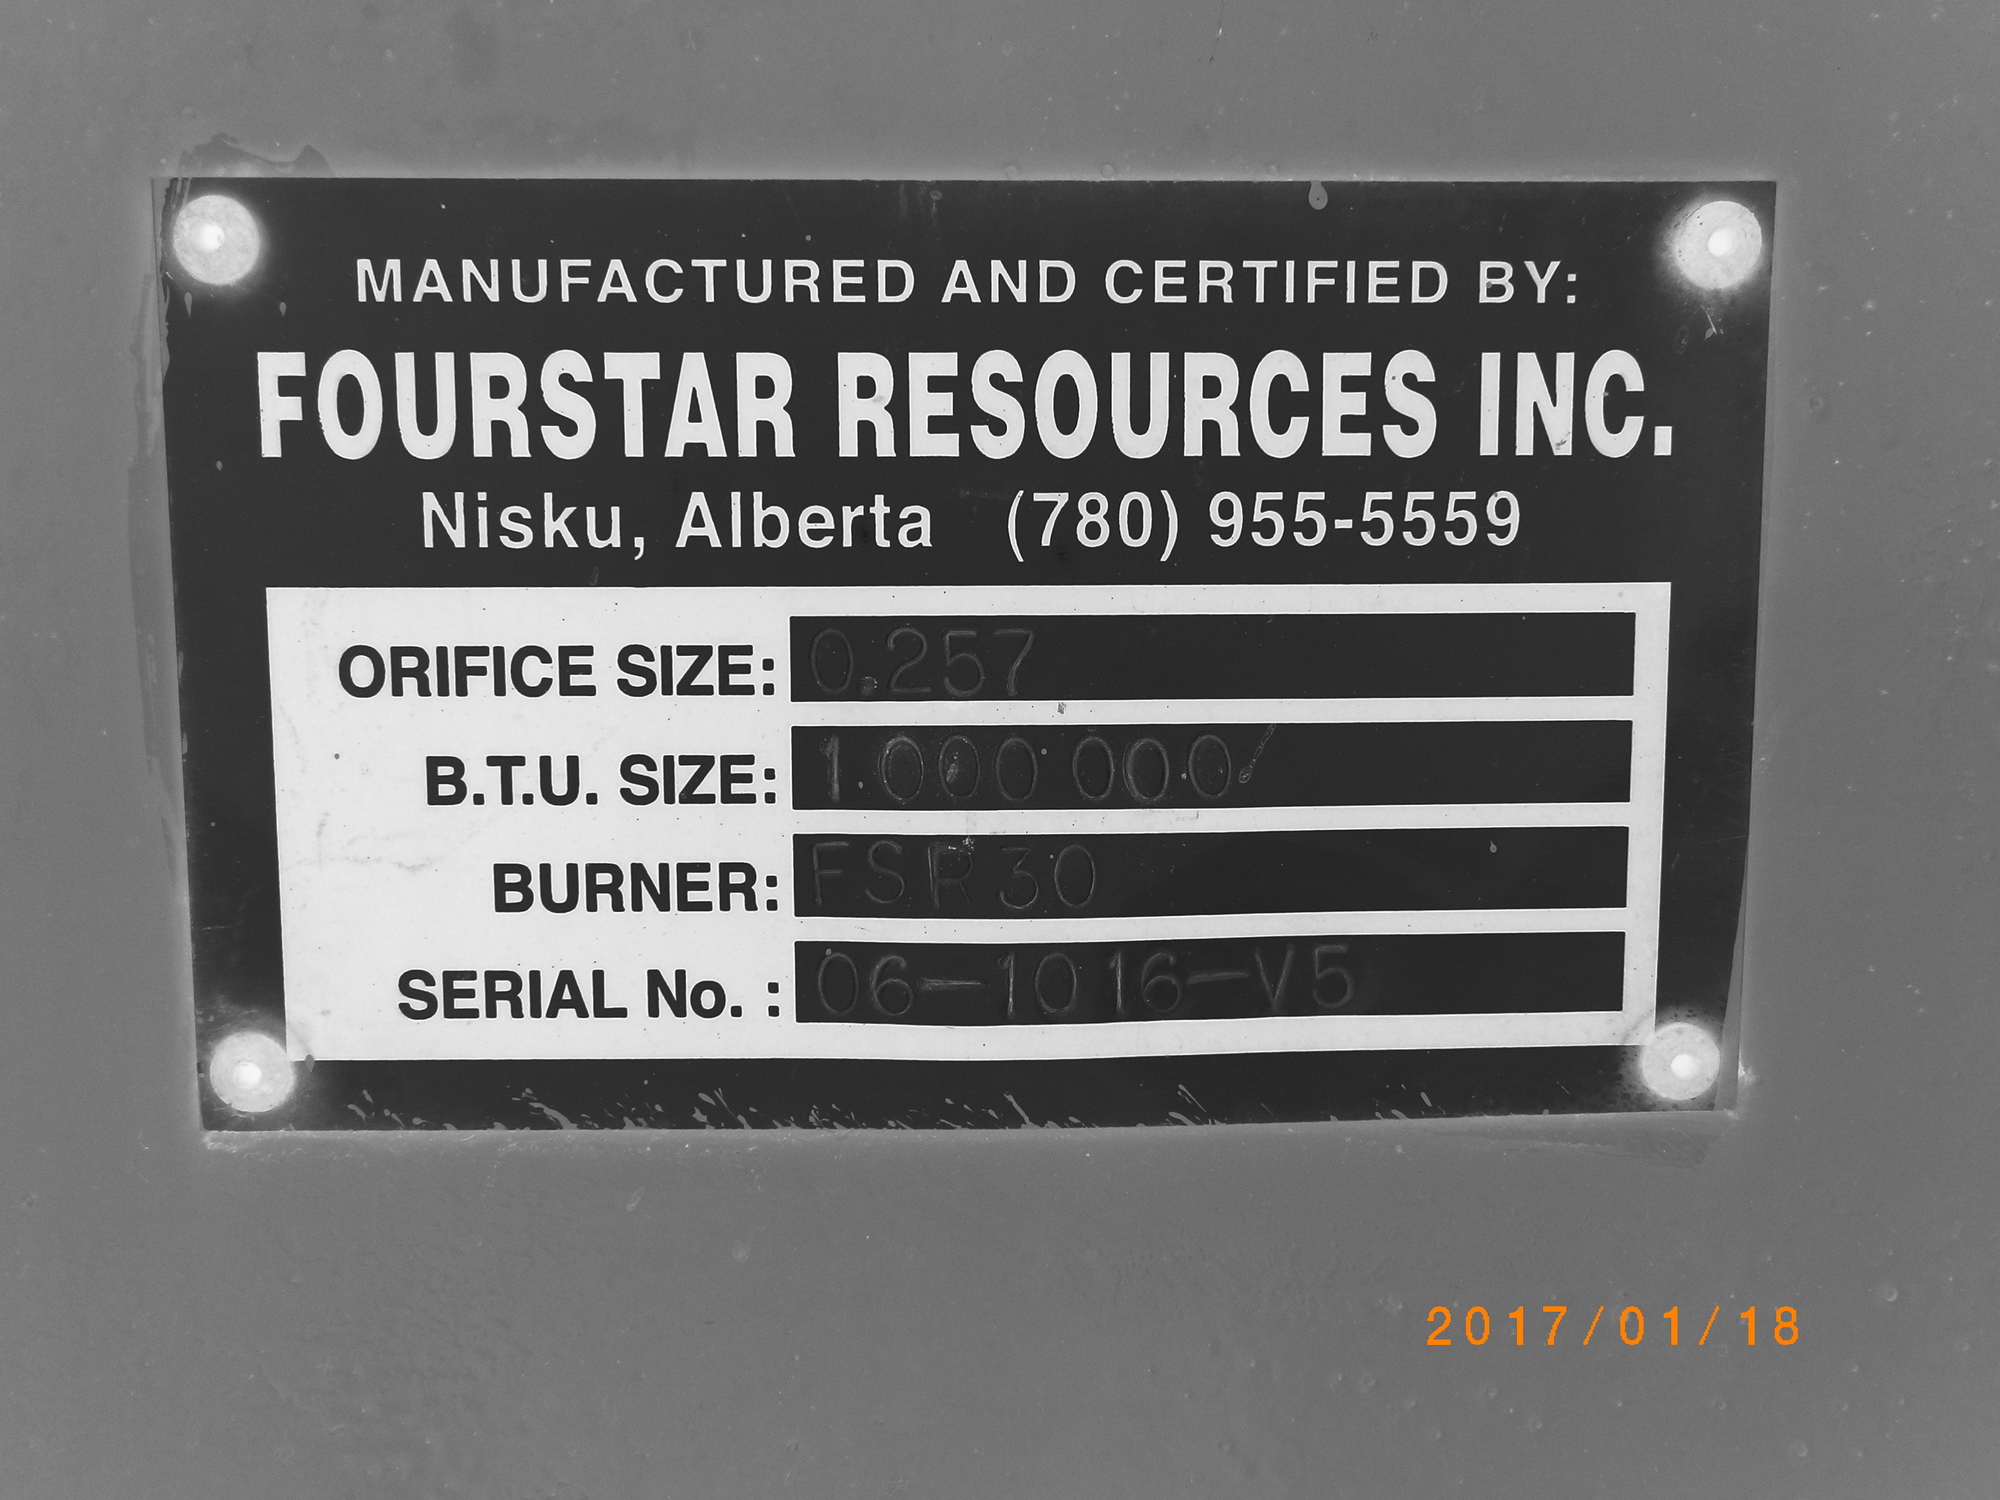 MANUFACTURED AND CERTIFIED BY:
FOURSTAR RESOURCES INC.
Nisku, Alberta (780) 955-5559
ORIFICE SIZE: 0.257
B.T.U. SIZE: 1 000 000
BURNER: FSR30
SERIAL No. : 06-1016-V5
2017/01/18